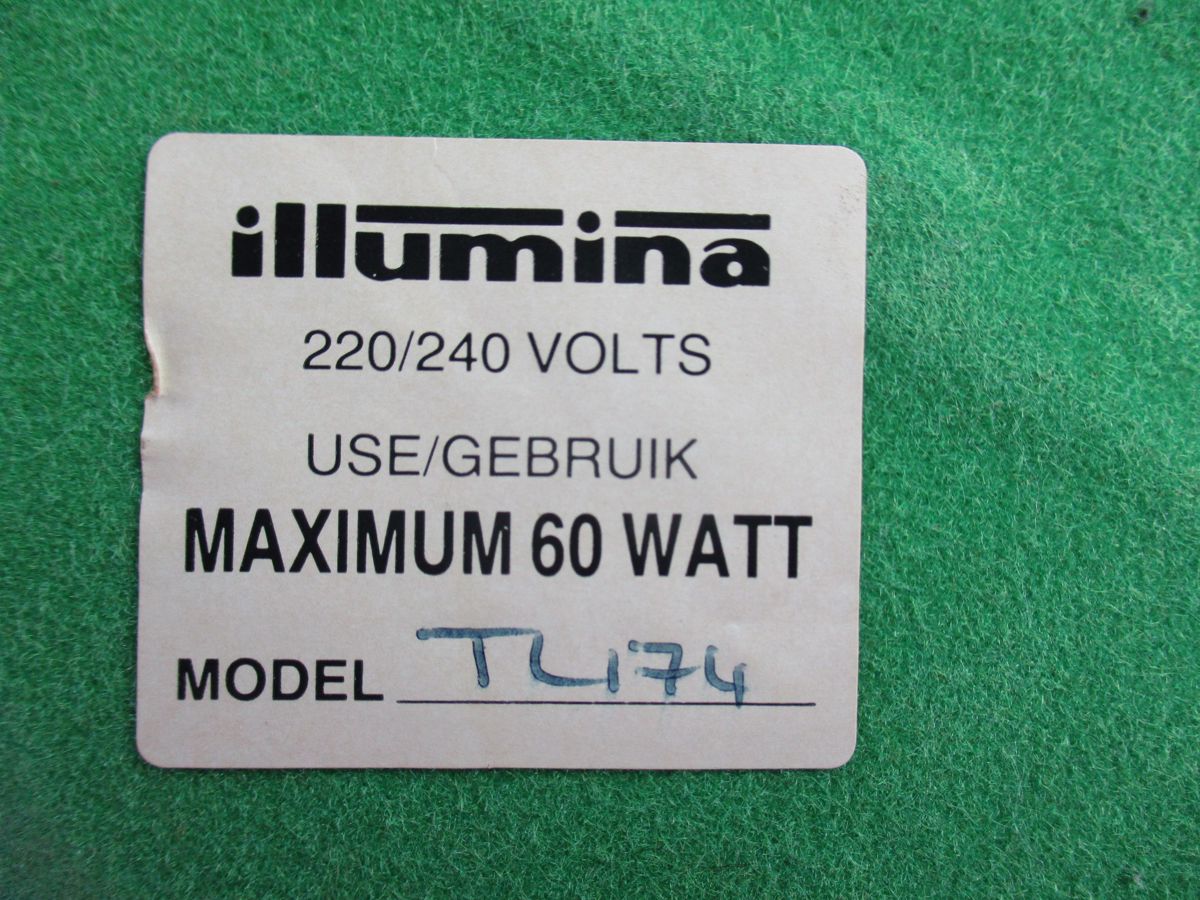 illumina
220/240 VOLTS
USE/GEBRUIK
MAXIMUM 60 WATT
MODEL TL174